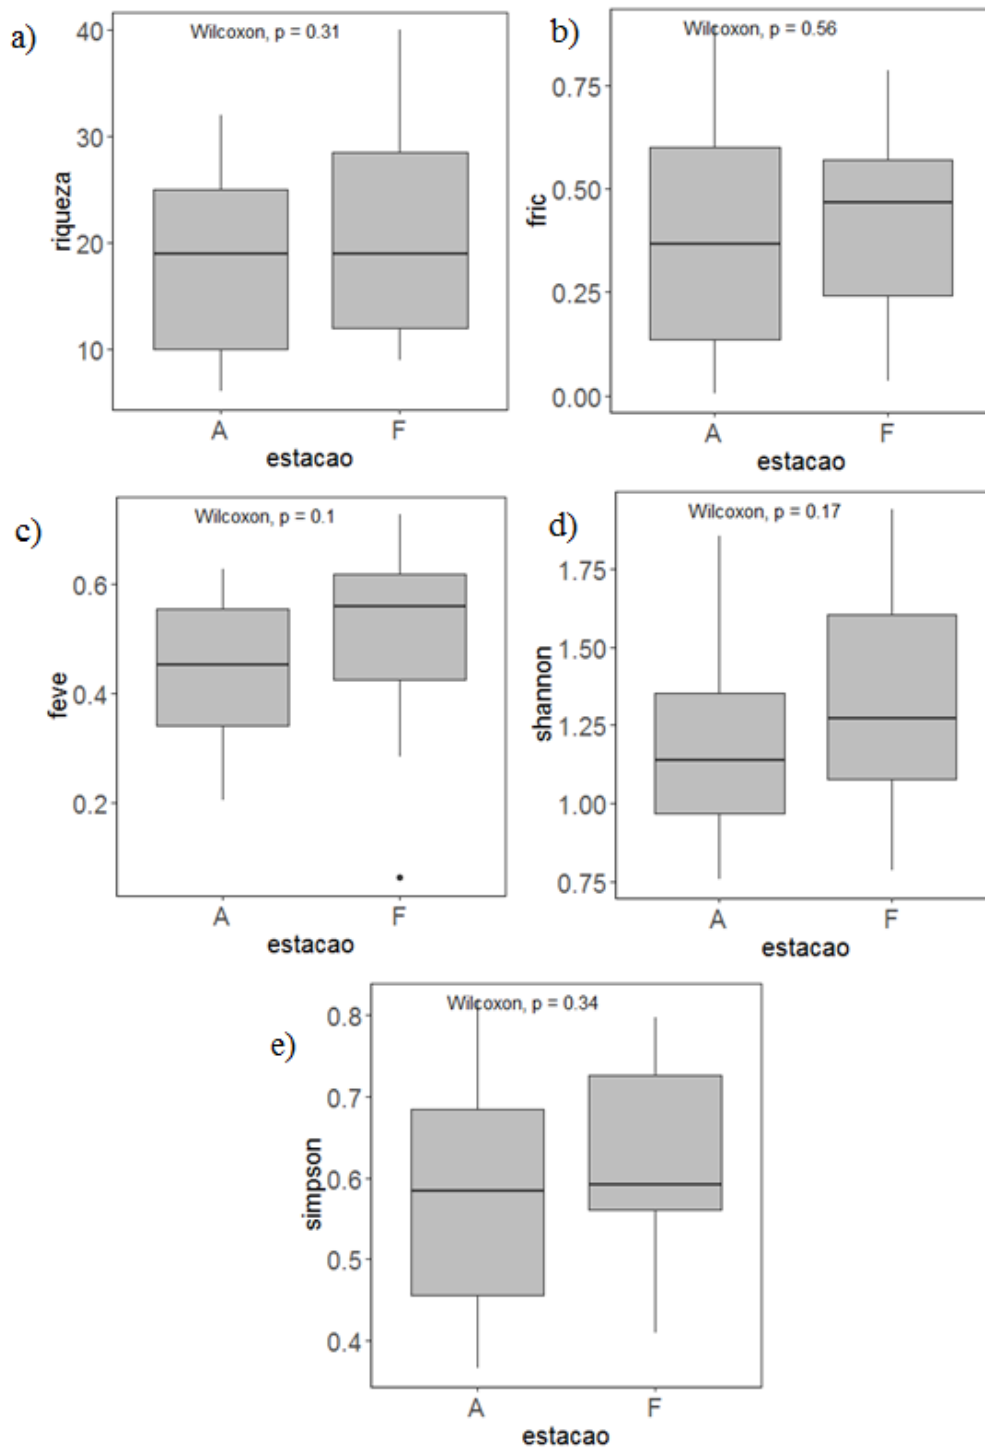 a)
Wilcoxon, p = 0.31
riqueza
40
30
20
10
A F
estacao
b)
Wilcoxon, p = 0.56
fric
0.75
0.50
0.25
0.00
A F
estacao
c)
Wilcoxon, p = 0.1
feve
0.6
0.4
0.2
A F
estacao
d)
Wilcoxon, p = 0.17
shannon
1.75
1.50
1.25
1.00
0.75
A F
estacao
e)
Wilcoxon, p = 0.34
simpson
0.8
0.7
0.6
0.5
0.4
A F
estacao